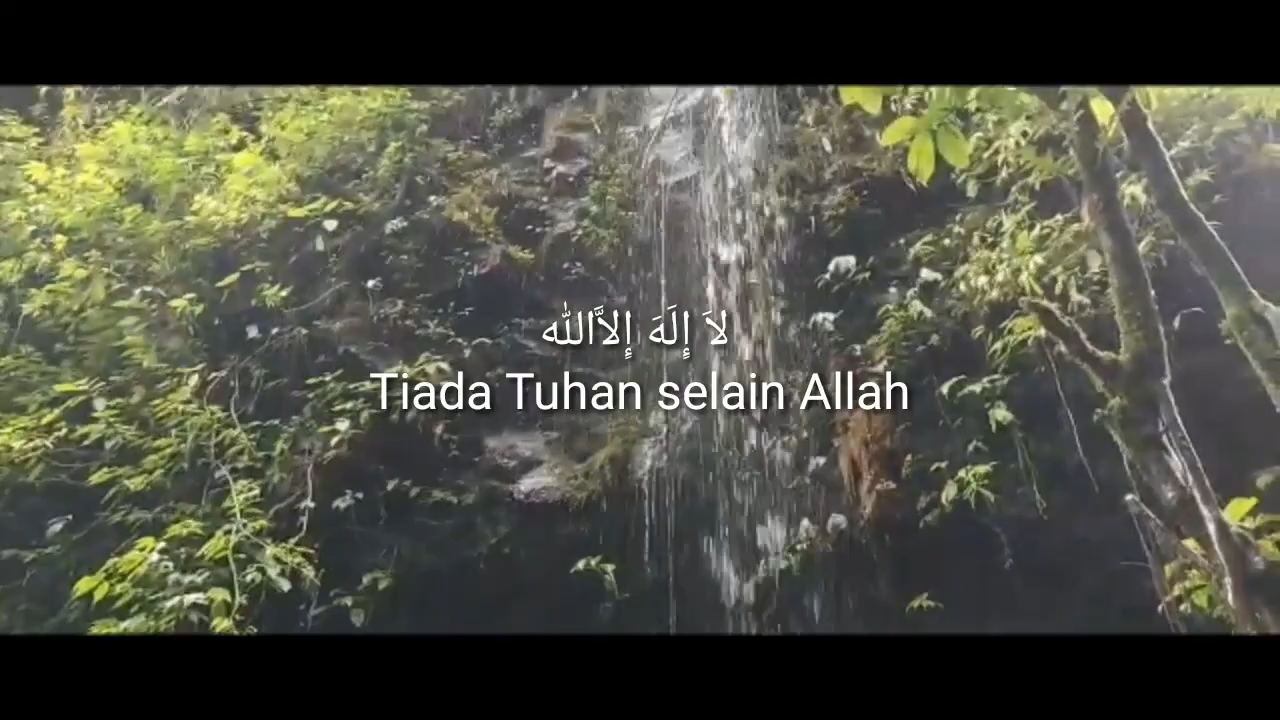 لاَ إِلَهَ إِلاَّاللّٰه
Tiada Tuhan selain Allah